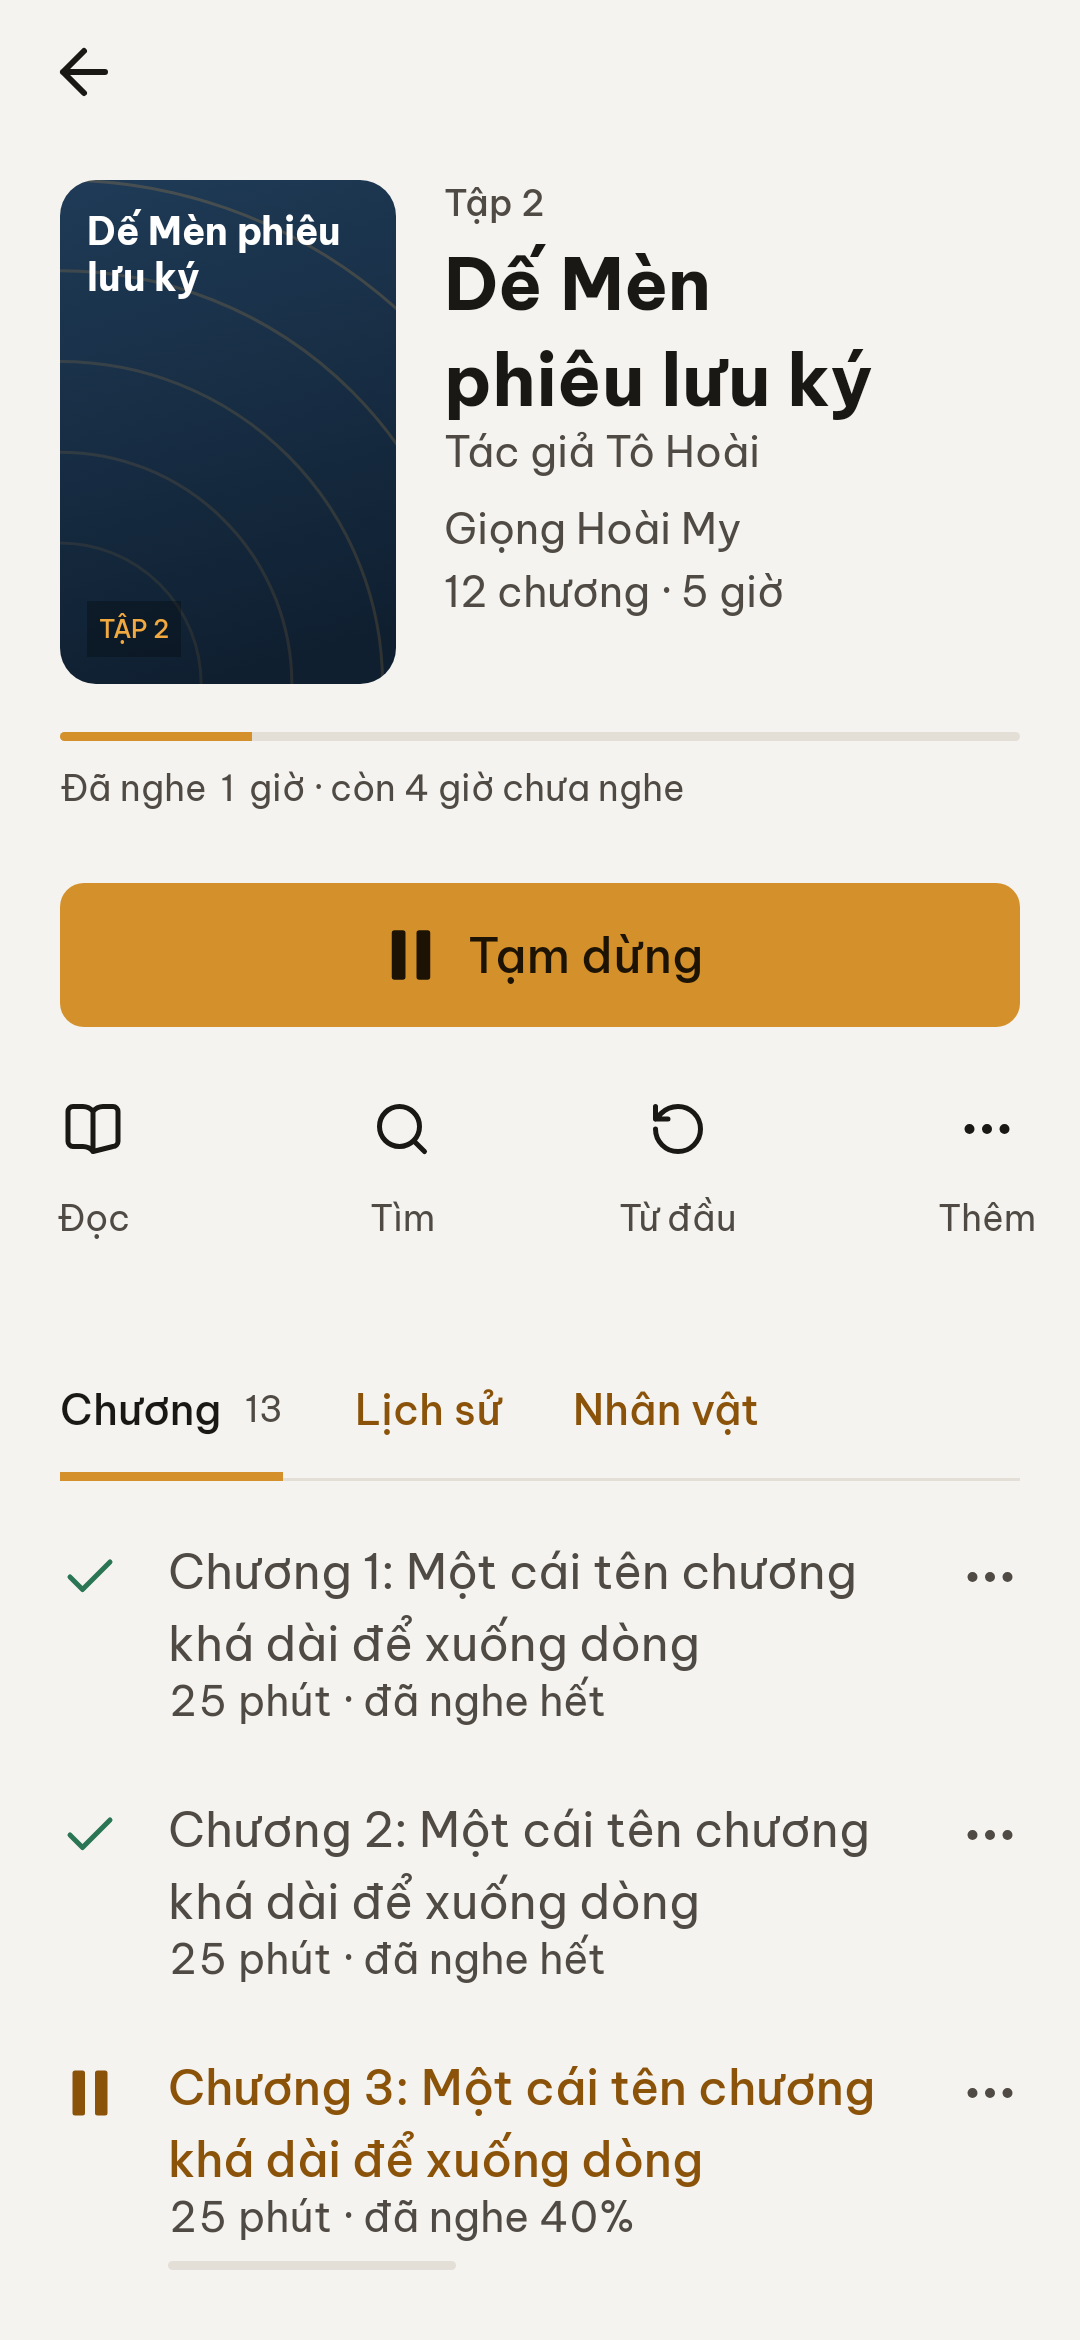 Dế Mèn phiêu
lưu ký
TẬP 2
Tập 2
Dế Mèn
phiêu lưu ký
Tác giả Tô Hoài
Giọng Hoài My
12 chương · 5 giờ
Đã nghe 1 giờ · còn 4 giờ chưa nghe
Tạm dừng
Đọc Tìm Từ đầu Thêm
Chương 13 Lịch sử Nhân vật
Chương 1: Một cái tên chương
khá dài để xuống dòng
25 phút · đã nghe hết
Chương 2: Một cái tên chương
khá dài để xuống dòng
25 phút · đã nghe hết
Chương 3: Một cái tên chương
khá dài để xuống dòng
25 phút · đã nghe 40%